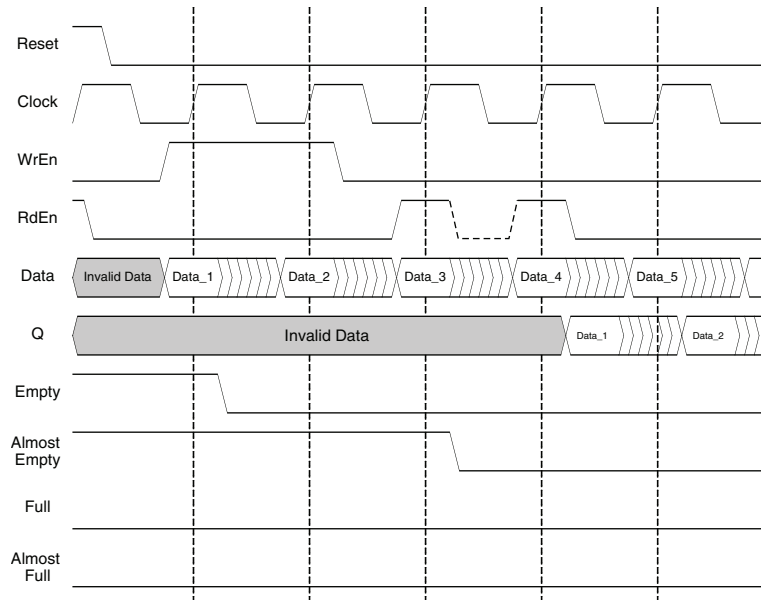 Reset
Clock
WrEn
RdEn
Data
Invalid Data
Data_1
Data_2
Data_3
Data_4
Data_5
Q
Invalid Data
Data_1
Data_2
Empty
Almost
Empty
Full
Almost
Full